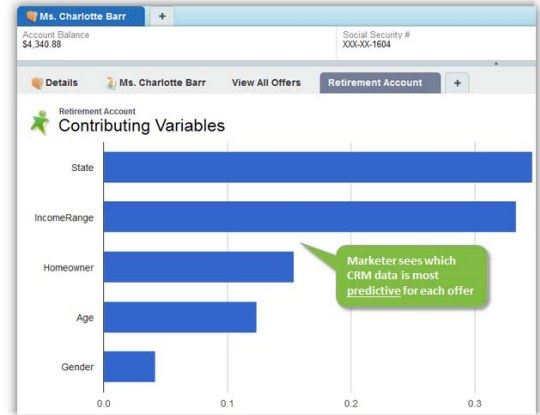 Ms. Charlotte Barr +
Account Balance
$4,340.88
Social Security #
XXX-XX-1604
Details Ms. Charlotte Barr View All Offers Retirement Account +
Retirement Account
Contributing Variables
State
IncomeRange
Homeowner
Marketer sees which
CRM data is most
predictive for each offer
Age
Gender
0.0 0.1 0.2 0.3